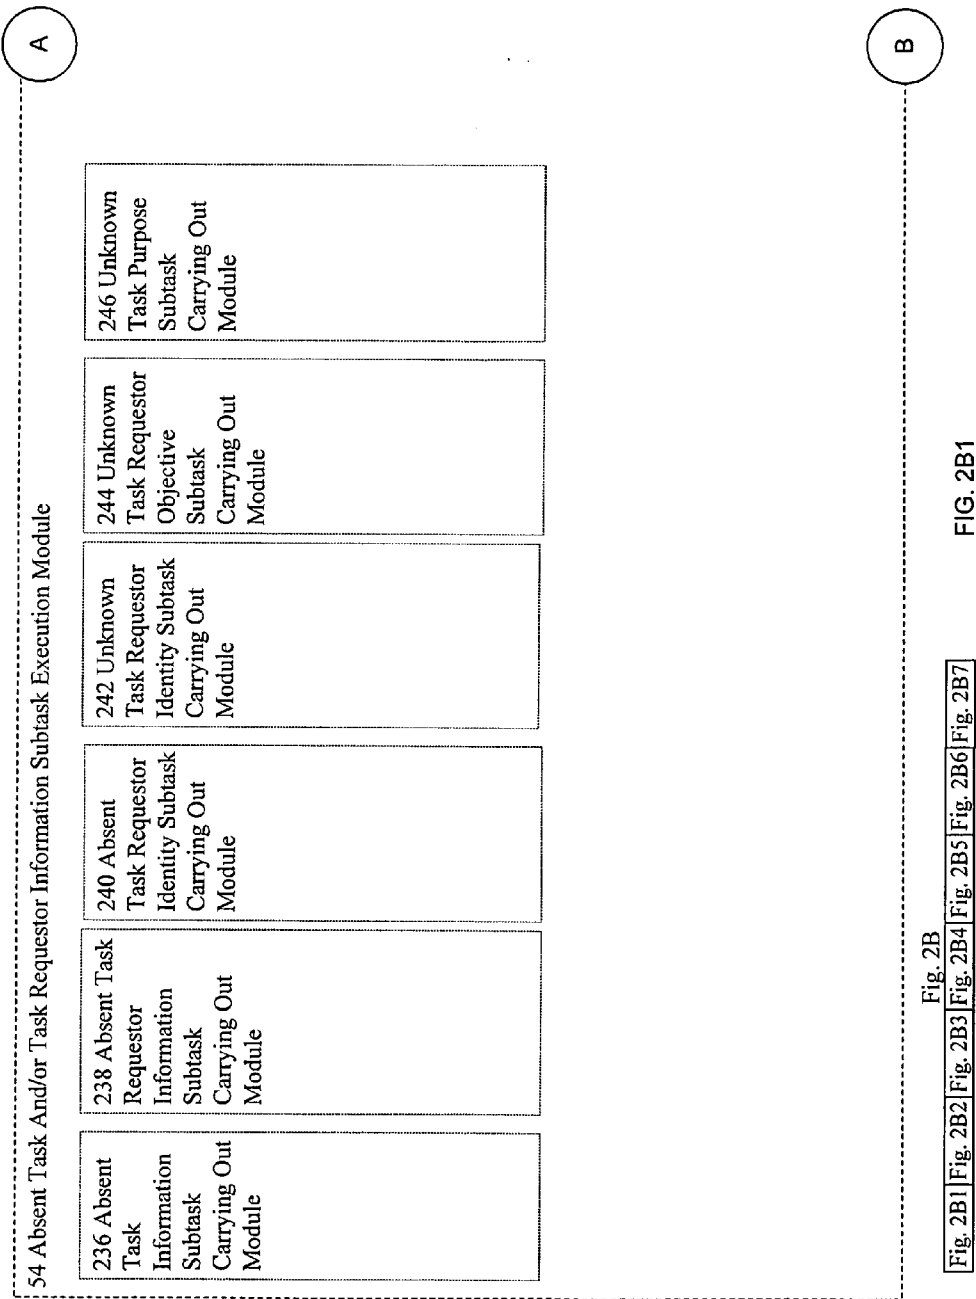 54 Absent Task And/or Task Requestor Information Subtask Execution Module
236 Absent
Task
Information
Subtask
Carrying Out
Module
238 Absent Task
Requestor
Information
Subtask
Carrying Out
Module
240 Absent
Task Requestor
Identity Subtask
Carrying Out
Module
242 Unknown
Task Requestor
Identity Subtask
Carrying Out
Module
244 Unknown
Task Requestor
Objective
Subtask
Carrying Out
Module
246 Unknown
Task Purpose
Subtask
Carrying Out
Module
A
B
Fig. 2B
Fig. 2B1 Fig. 2B2 Fig. 2B3 Fig. 2B4 Fig. 2B5 Fig. 2B6 Fig. 2B7
FIG. 2B1